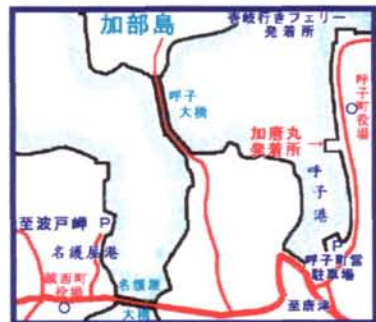 壱岐行きフェリー
発着所
加部島
呼子
大橋
呼子町役場
加磨丸
発着所
呼子港
至波戸岬 P
名護屋港
鎮西町
役場
名護屋
大橋
P
呼子町営
駐車場
至唐津